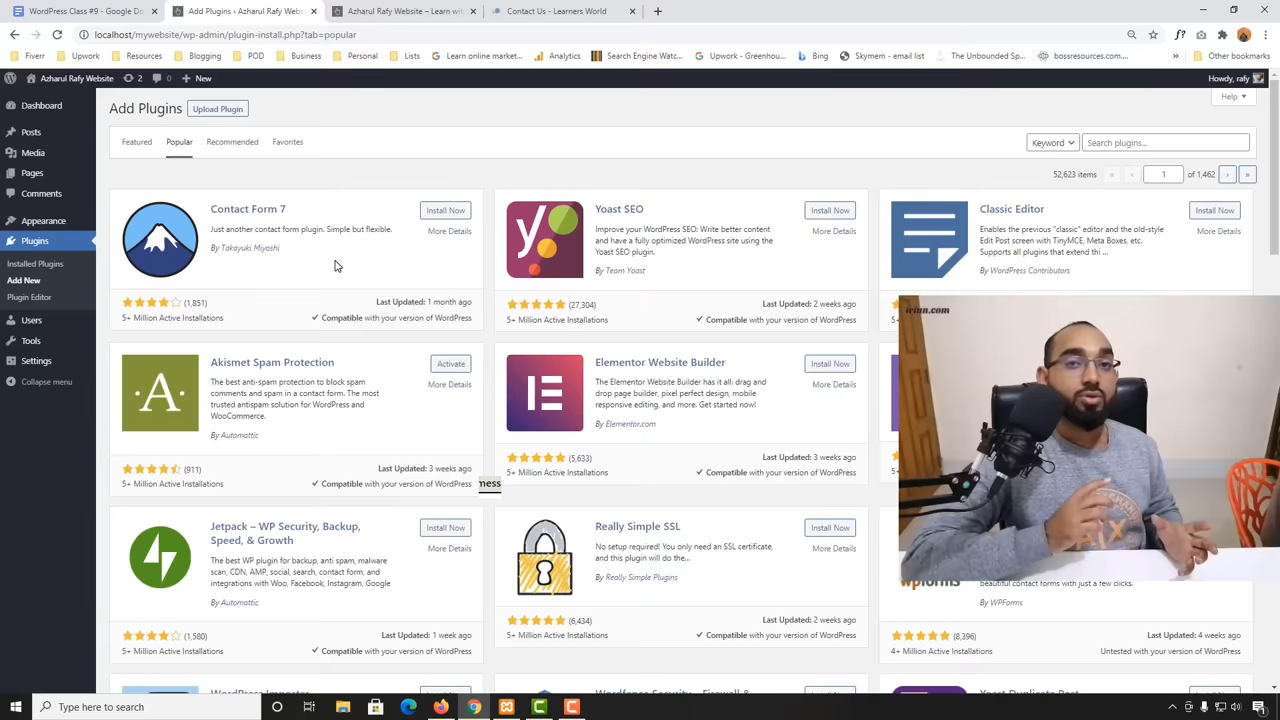 WordPress Class #9 - Google Do
Add Plugins ‹ Azharul Rafy Webs
Azharul Rafy Website – Learn wit
Contact Us - Learners World
localhost/mywebsite/wp-admin/plugin-install.php?tab=popular
Fiverr
Upwork
Resources
Blogging
POD
Business
Personal
Lists
Learn online market...
Analytics
Search Engine Watc...
Upwork - Greenhou...
Bing
Skymem - email list
The Unbounded Sp...
bossresources.com...
Other bookmarks
Azharul Rafy Website
2
0
New
Howdy, rafy
Dashboard
Posts
Media
Pages
Comments
Appearance
Plugins
Installed Plugins
Add New
Plugin Editor
Users
Tools
Settings
Collapse menu
Add Plugins
Upload Plugin
Help
Featured
Popular
Recommended
Favorites
Keyword
Search plugins...
52,623 items
«
‹
1
of 1,462
›
»
Contact Form 7
Install Now
More Details
Just another contact form plugin. Simple but flexible.
By Takayuki Miyoshi
(1,851)
Last Updated: 1 month ago
5+ Million Active Installations
Compatible with your version of WordPress
Yoast SEO
Install Now
More Details
Improve your WordPress SEO: Write better
content and have a fully optimized WordPress
site using the
Yoast SEO plugin.
By Team Yoast
(27,304)
Last Updated: 2 weeks ago
5+ Million Active Installations
Compatible with your version of WordPress
Classic Editor
Install Now
More Details
Enables the previous "classic" editor and the old-style
Edit Post screen with TinyMCE, Meta Boxes, etc.
Supports all plugins that extend thi ...
By WordPress Contributors
iriun.com
Akismet Spam Protection
Activate
More Details
The best anti-spam protection to block spam
comments and spam in a contact form. The most
trusted antispam solution for WordPress and
WooCommerce.
By Automattic
(911)
Last Updated: 3 weeks ago
5+ Million Active Installations
Compatible with your version of WordPress
mess
Elementor Website Builder
Install Now
More Details
The Elementor Website Builder has it all: drag and
drop page builder, pixel perfect design, mobile
responsive editing, and more. Get started now!
By Elementor.com
(5,633)
Last Updated: 3 weeks ago
5+ Million Active Installations
Compatible with your version of WordPress
Jetpack – WP Security, Backup,
Speed, & Growth
Install Now
More Details
The best WP plugin for backup, anti spam, malware
scan, CDN, AMP, social, search, contact form, and
integrations with Woo, Facebook, Instagram, Google
By Automattic
(1,580)
Last Updated: 1 week ago
5+ Million Active Installations
Compatible with your version of WordPress
Really Simple SSL
Install Now
More Details
No setup required! You only need an SSL certificate,
and this plugin will do the...
By Really Simple Plugins
(6,434)
Last Updated: 2 weeks ago
5+ Million Active Installations
Compatible with your version of WordPress
wpforms
beautiful contact forms with just a few clicks.
By WPForms
(8,396)
Last Updated: 4 weeks ago
4+ Million Active Installations
Untested with your version of WordPress
WordPress Importer
Wordfence Security – Firewall &
Yoast Duplicate Post
Type here to search